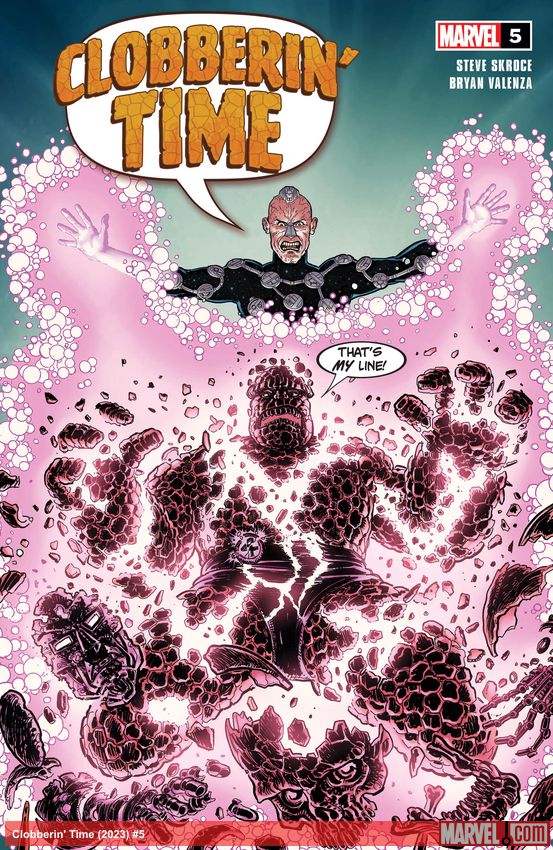 CLOBBERIN'
TIME
MARVEL 5
STEVE SKROCE
BRYAN VALENZA
THAT'S
MY LINE!
Clobberin' Time (2023) #5
MARVEL.com